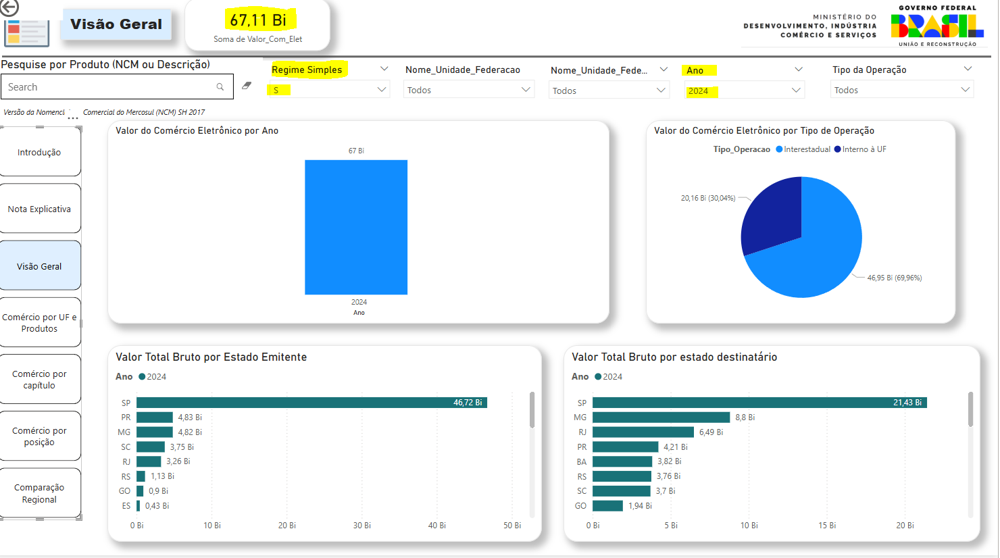 Visão Geral
67,11 Bi
Soma de Valor_Com_Elet
MINISTÉRIO DO
DESENVOLVIMENTO, INDÚSTRIA
COMÉRCIO E SERVIÇOS
GOVERNO FEDERAL
BRASIL
UNIÃO E RECONSTRUÇÃO
Pesquise por Produto (NCM ou Descrição)
Search
Regime Simples
S
Nome_Unidade_Federacao
Todos
Nome_Unidade_Fede...
Todos
Ano
2024
Tipo da Operação
Todos
Versão da Nomencl
...
Comercial do Mercosul (NCM) SH 2017
Introdução
Nota Explicativa
Visão Geral
Comércio por UF e
Produtos
Comércio por
capítulo
Comércio por
posição
Comparação
Regional
Valor do Comércio Eletrônico por Ano
67 Bi
2024
Ano
Valor do Comércio Eletrônico por Tipo de Operação
Tipo_Operacao Interestadual Interno à UF
20,16 Bi (30,04%)
46,95 Bi (69,96%)
Valor Total Bruto por Estado Emitente
Ano 2024
SP 46,72 Bi
PR 4,83 Bi
MG 4,82 Bi
SC 3,75 Bi
RJ 3,26 Bi
RS 1,13 Bi
GO 0,9 Bi
ES 0,43 Bi
0 Bi 10 Bi 20 Bi 30 Bi 40 Bi 50 Bi
Valor Total Bruto por estado destinatário
Ano 2024
SP 21,43 Bi
MG 8,8 Bi
RJ 6,49 Bi
PR 4,21 Bi
BA 3,82 Bi
RS 3,76 Bi
SC 3,7 Bi
GO 1,94 Bi
0 Bi 5 Bi 10 Bi 15 Bi 20 Bi